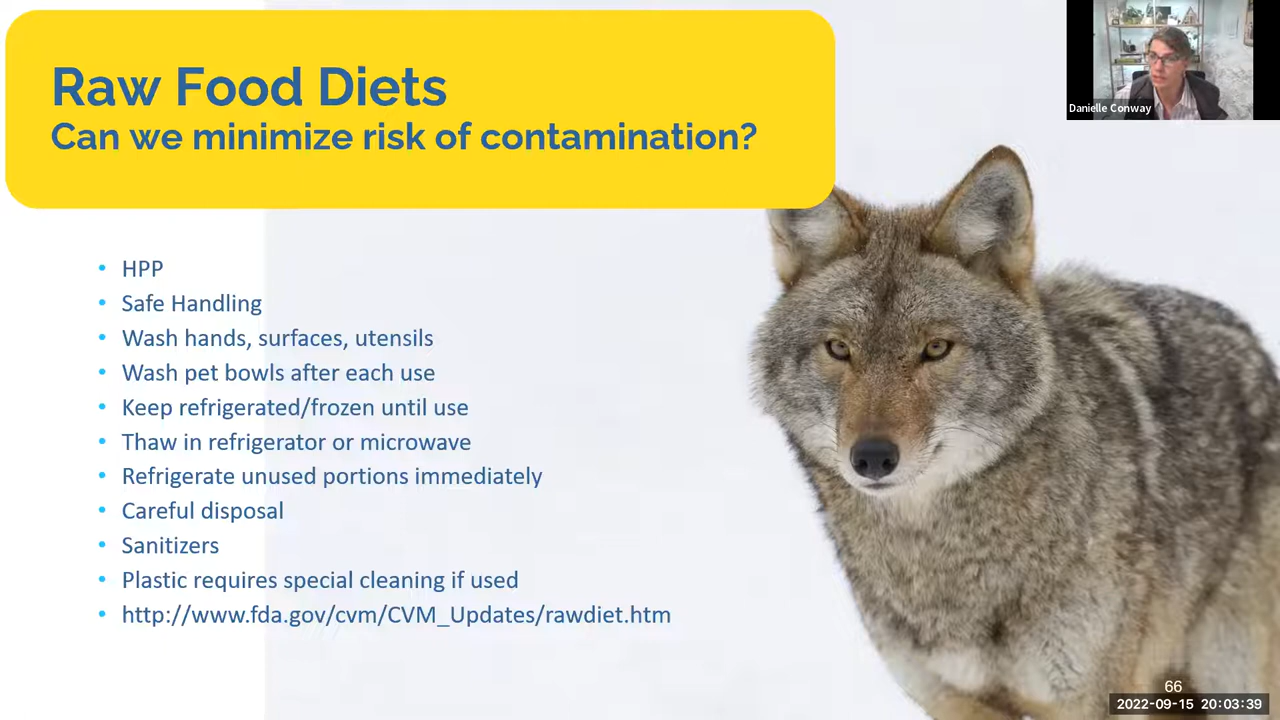 Raw Food Diets
Can we minimize risk of contamination?
Danielle Conway
HPP
Safe Handling
Wash hands, surfaces, utensils
Wash pet bowls after each use
Keep refrigerated/frozen until use
Thaw in refrigerator or microwave
Refrigerate unused portions immediately
Careful disposal
Sanitizers
Plastic requires special cleaning if used
http://www.fda.gov/cvm/CVM_Updates/rawdiet.htm
66
2022-09-15 20:03:39